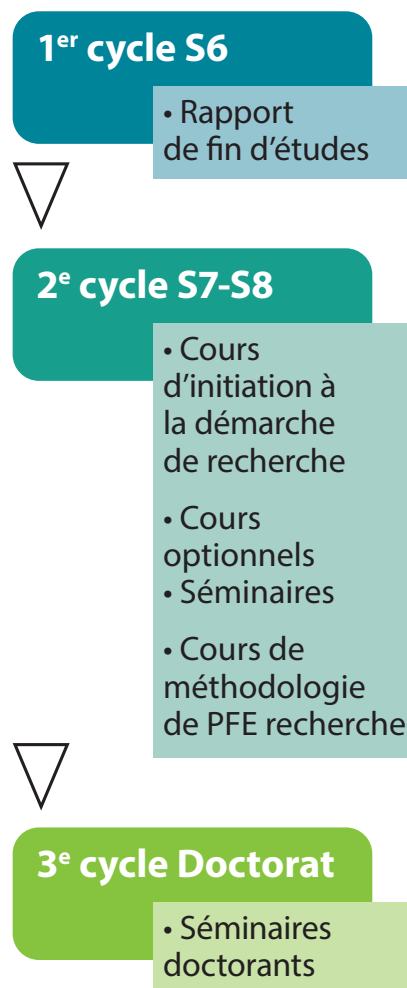 1er cycle S6
• Rapport
de fin d’études
2e cycle S7-S8
• Cours
d’initiation à
la démarche
de recherche
• Cours
optionnels
• Séminaires
• Cours de
méthodologie
de PFE recherche
3e cycle Doctorat
• Séminaires
doctorants